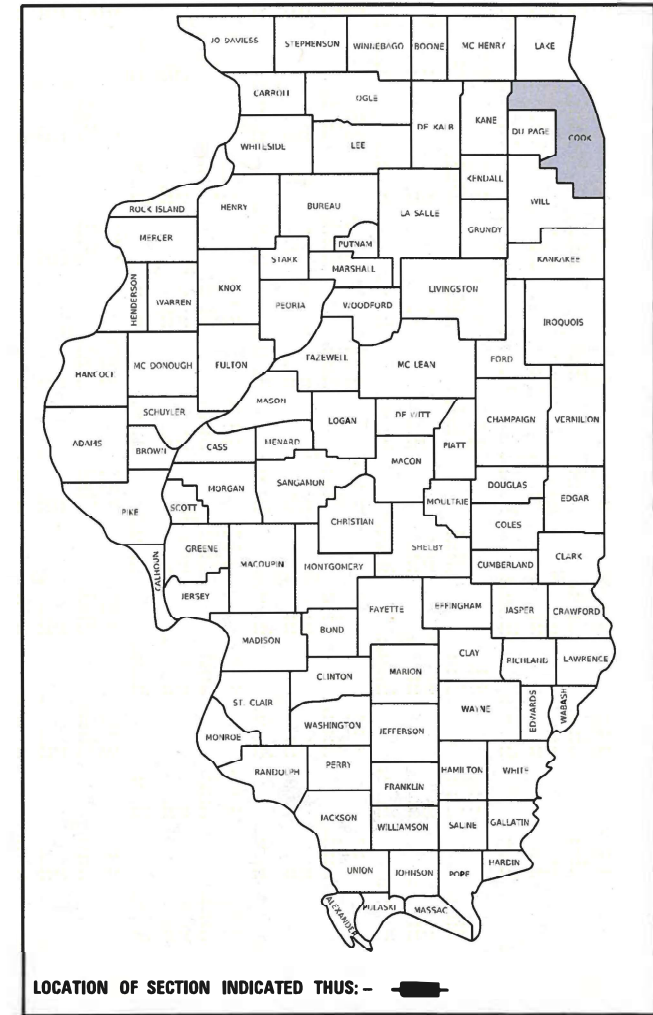 JO DAVIESS STEPHENSON WINNEBAGO BOONE MC HENRY LAKE
CARROLL OGLE DE KALB KANE DU PAGE COOK
WHITESIDE LEE KENDALL
ROCK ISLAND HENRY BUREAU LA SALLE WILL
MERCER PUTNAM GRUNDY
STARK MARSHALL KANKAKEE
HENDERSON WARREN KNOX PEORIA WOODFORD LIVINGSTON IROQUOIS
HANCOCK MC DONOUGH FULTON TAZEWELL MC LEAN FORD
MASON
SCHUYLER LOGAN DE WITT CHAMPAIGN VERMILION
ADAMS BROWN CASS MENARD PIATT
MACON
PIKE SCOTT MORGAN SANGAMON MOULTRIE DOUGLAS EDGAR
CHRISTIAN COLES
CALHOUN GREENE MACOUPIN MONTGOMERY SHELBY CUMBERLAND CLARK
JERSEY FAYETTE EFFINGHAM JASPER CRAWFORD
MADISON BOND
CLINTON MARION CLAY RICHLAND LAWRENCE
ST. CLAIR WAYNE EDWARDS WABASH
MONROE WASHINGTON JEFFERSON
RANDOLPH PERRY HAMILTON WHITE
FRANKLIN
JACKSON WILLIAMSON SALINE GALLATIN
UNION JOHNSON POPE HARDIN
ALEXANDER PULASKI MASSAC
LOCATION OF SECTION INDICATED THUS: –